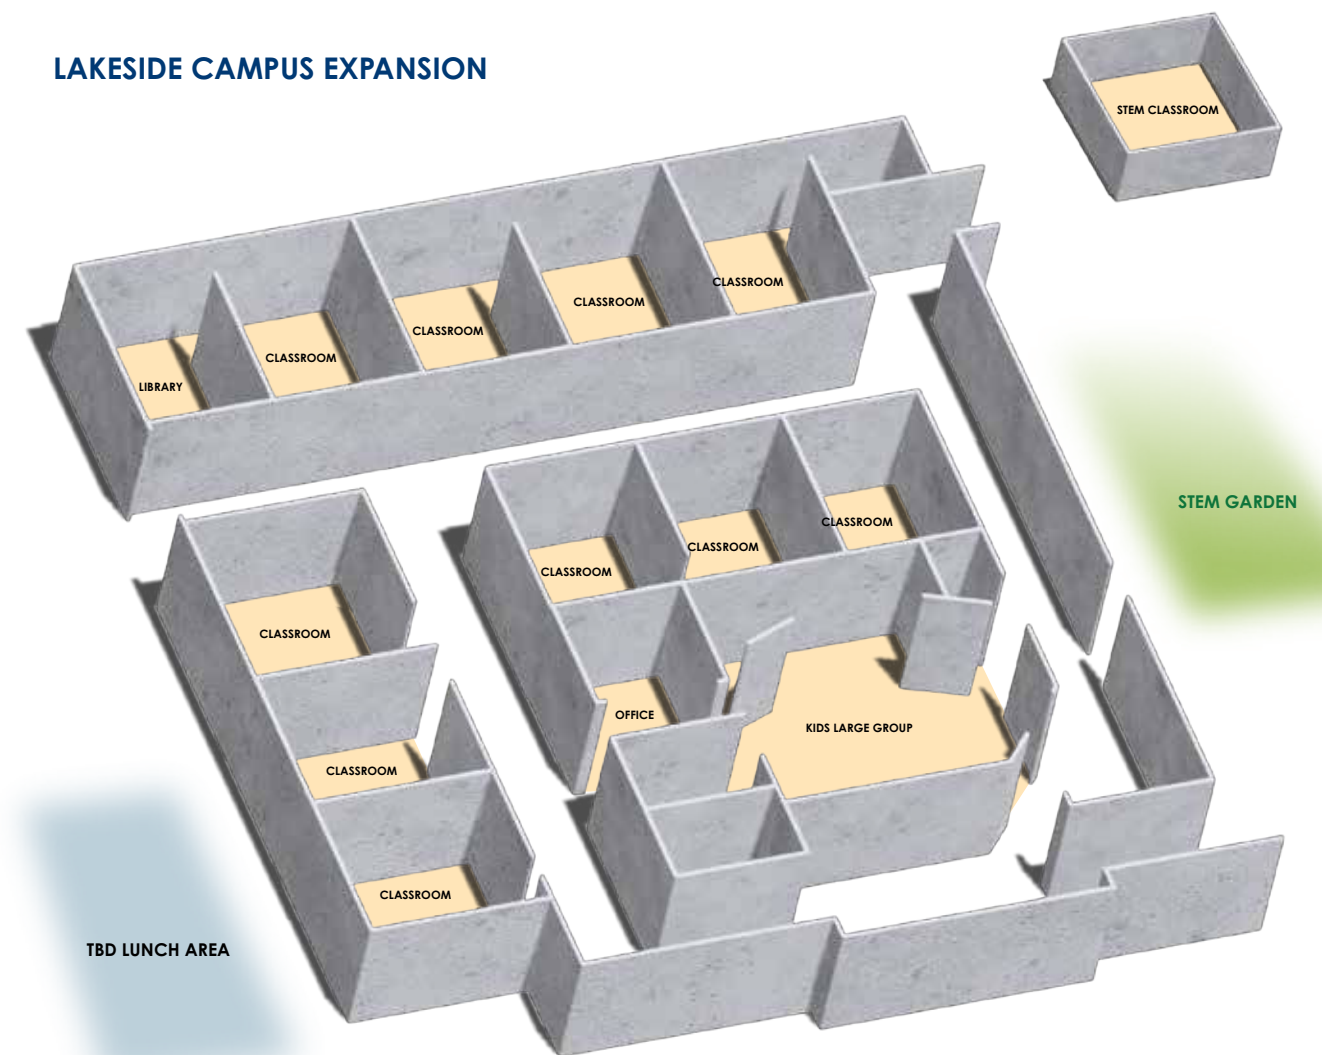 LAKESIDE CAMPUS EXPANSION
STEM CLASSROOM
CLASSROOM
CLASSROOM
CLASSROOM
CLASSROOM
LIBRARY
STEM GARDEN
CLASSROOM
CLASSROOM
CLASSROOM
CLASSROOM
OFFICE
KIDS LARGE GROUP
CLASSROOM
CLASSROOM
TBD LUNCH AREA